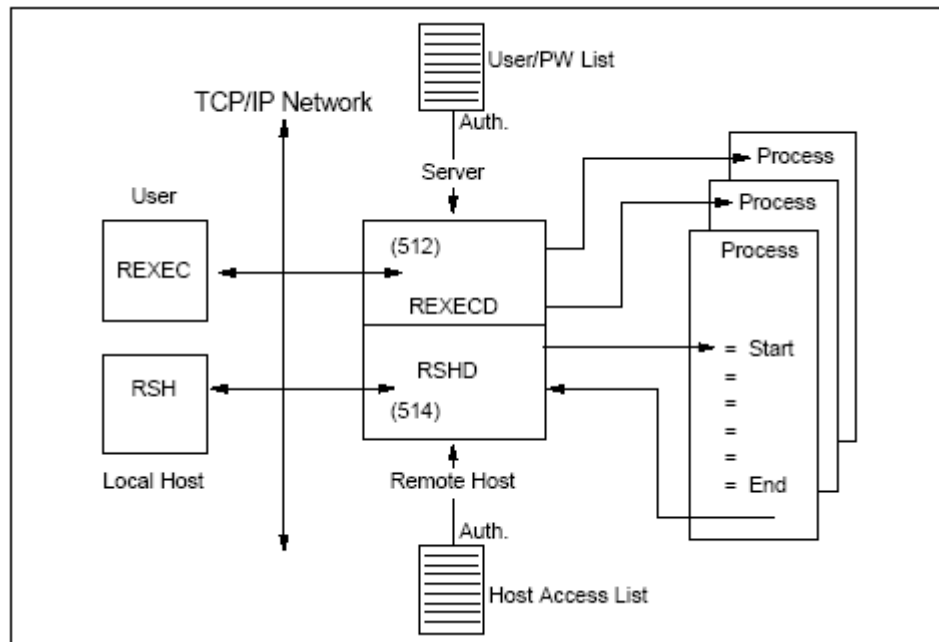 User/PW List
TCP/IP Network
Auth.
Process
Server
User
Process
(512)
Process
REXEC
REXECD
= Start
RSHD
=
RSH
=
(514)
=
=
Local Host
Remote Host
= End
Auth.
Host Access List